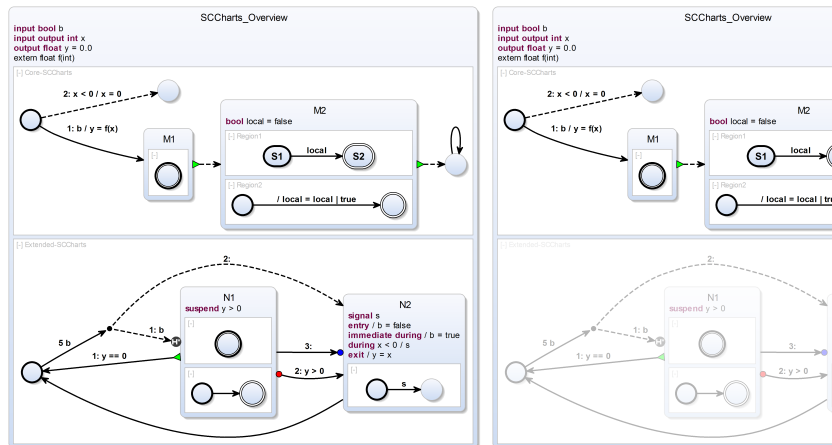 SCCharts_Overview
input bool b
input output int x
output float y = 0.0
extern float f(int)
[-] Core-SCCharts
2: x < 0 / x = 0
1: b / y = f(x)
M1
[-]
M2
bool local = false
[-] Region1
S1
local
S2
[-] Region2
/ local = local | true
[-] Extended-SCCharts
2:
5 b
1: b
H*
1: y == 0
N1
suspend y > 0
[-]
[-]
3:
2: y > 0
N2
signal s
entry / b = false
immediate during / b = true
during x < 0 / s
exit / y = x
[-]
s
SCCharts_Overview
input bool b
input output int x
output float y = 0.0
extern float f(int)
[-] Core-SCCharts
2: x < 0 / x = 0
1: b / y = f(x)
M1
[-]
M2
bool local = false
[-] Region1
S1
local
[-] Region2
/ local = local | tru
[-] Extended-SCCharts
2:
5 b
1: b
H*
1: y == 0
N1
suspend y > 0
[-]
[-]
3:
2: y > 0